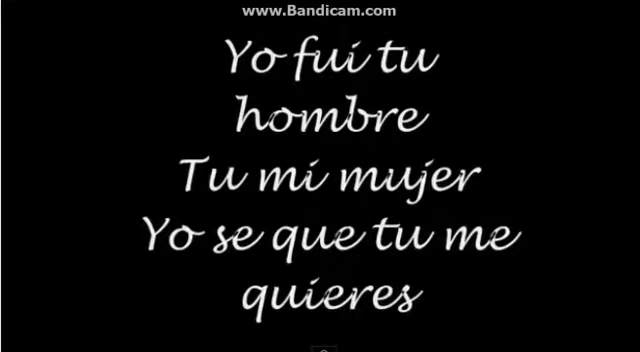 www.Bandicam.com
Yo fui tu
hombre
Tu mi mujer
Yo se que tu me
quieres